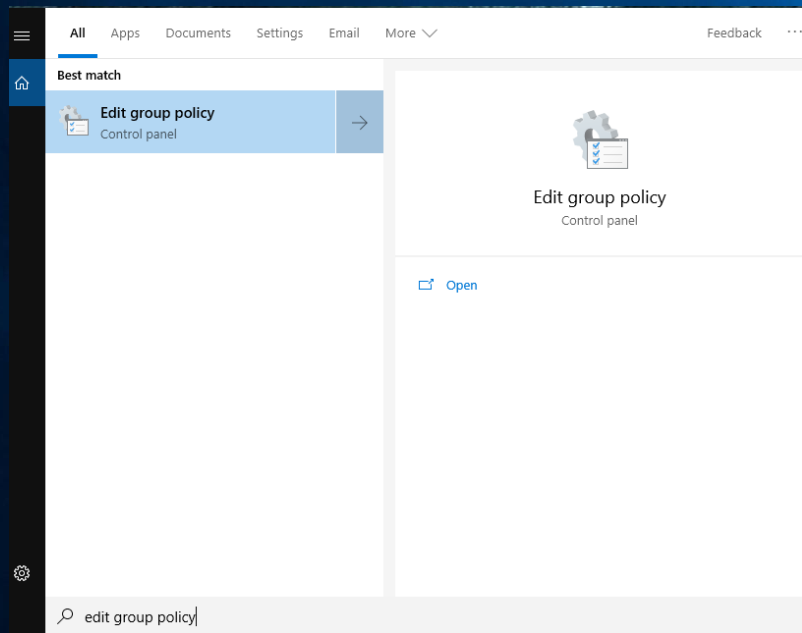 All Apps Documents Settings Email More Feedback ...
Best match
Edit group policy
Control panel
Edit group policy
Control panel
Open
edit group policy